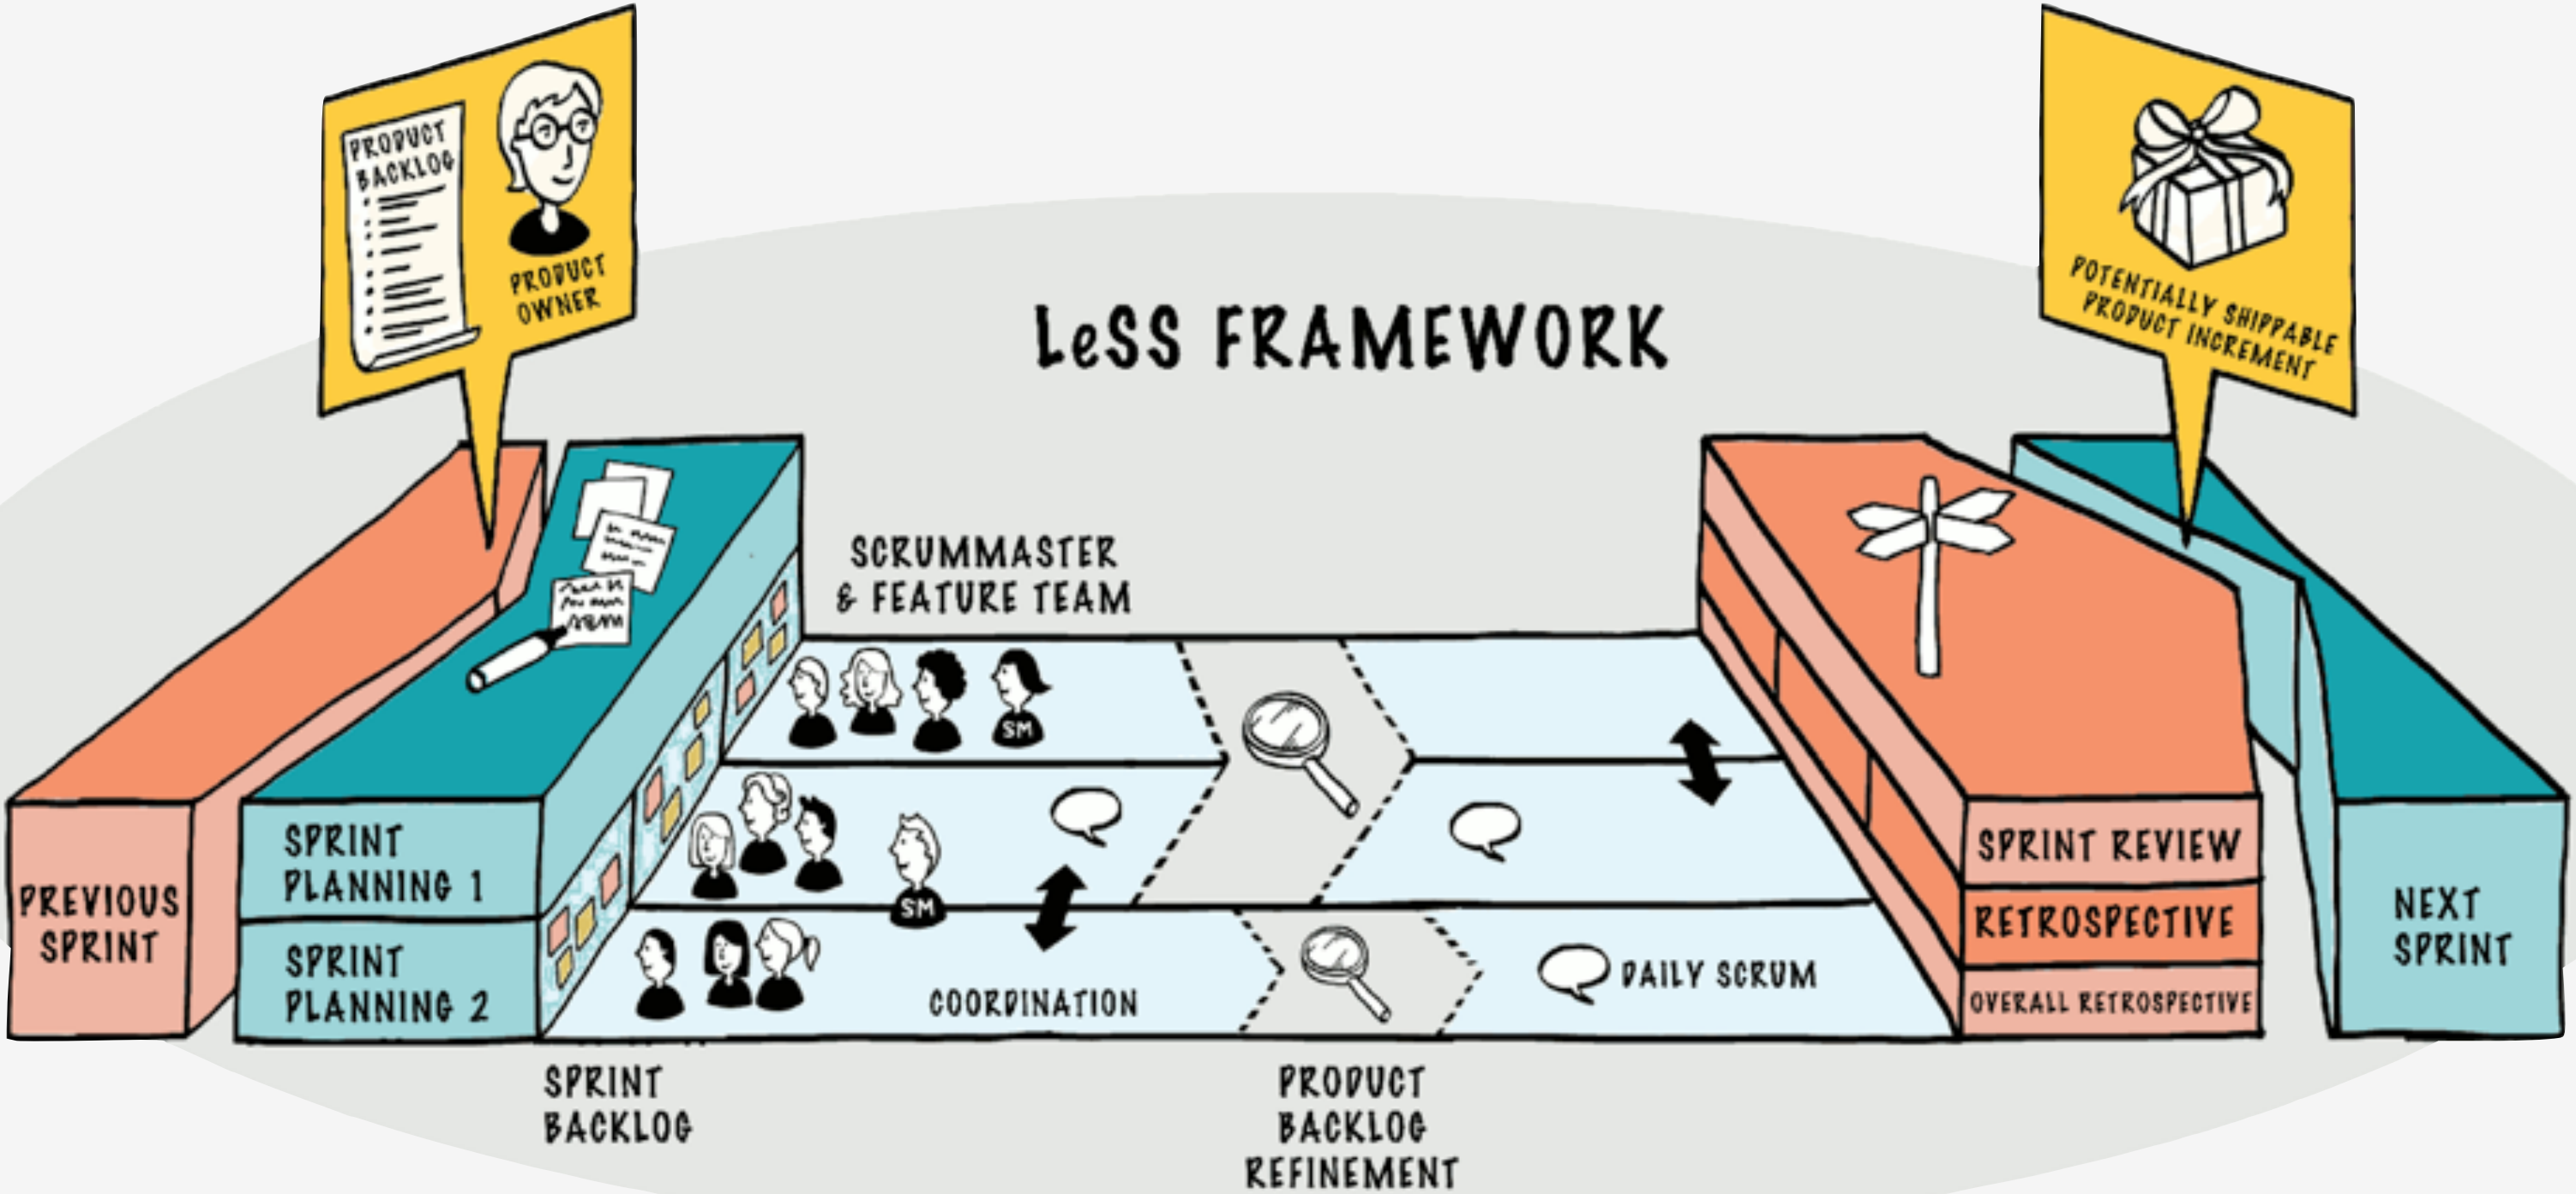 PRODUCT
BACKLOG
PRODUCT
OWNER
POTENTIALLY SHIPPABLE
PRODUCT INCREMENT
LeSS FRAMEWORK
SCRUMMASTER
& FEATURE TEAM
SM
SM
PREVIOUS
SPRINT
SPRINT
PLANNING 1
SPRINT
PLANNING 2
COORDINATION
DAILY SCRUM
SPRINT REVIEW
RETROSPECTIVE
OVERALL RETROSPECTIVE
NEXT
SPRINT
SPRINT
BACKLOG
PRODUCT
BACKLOG
REFINEMENT